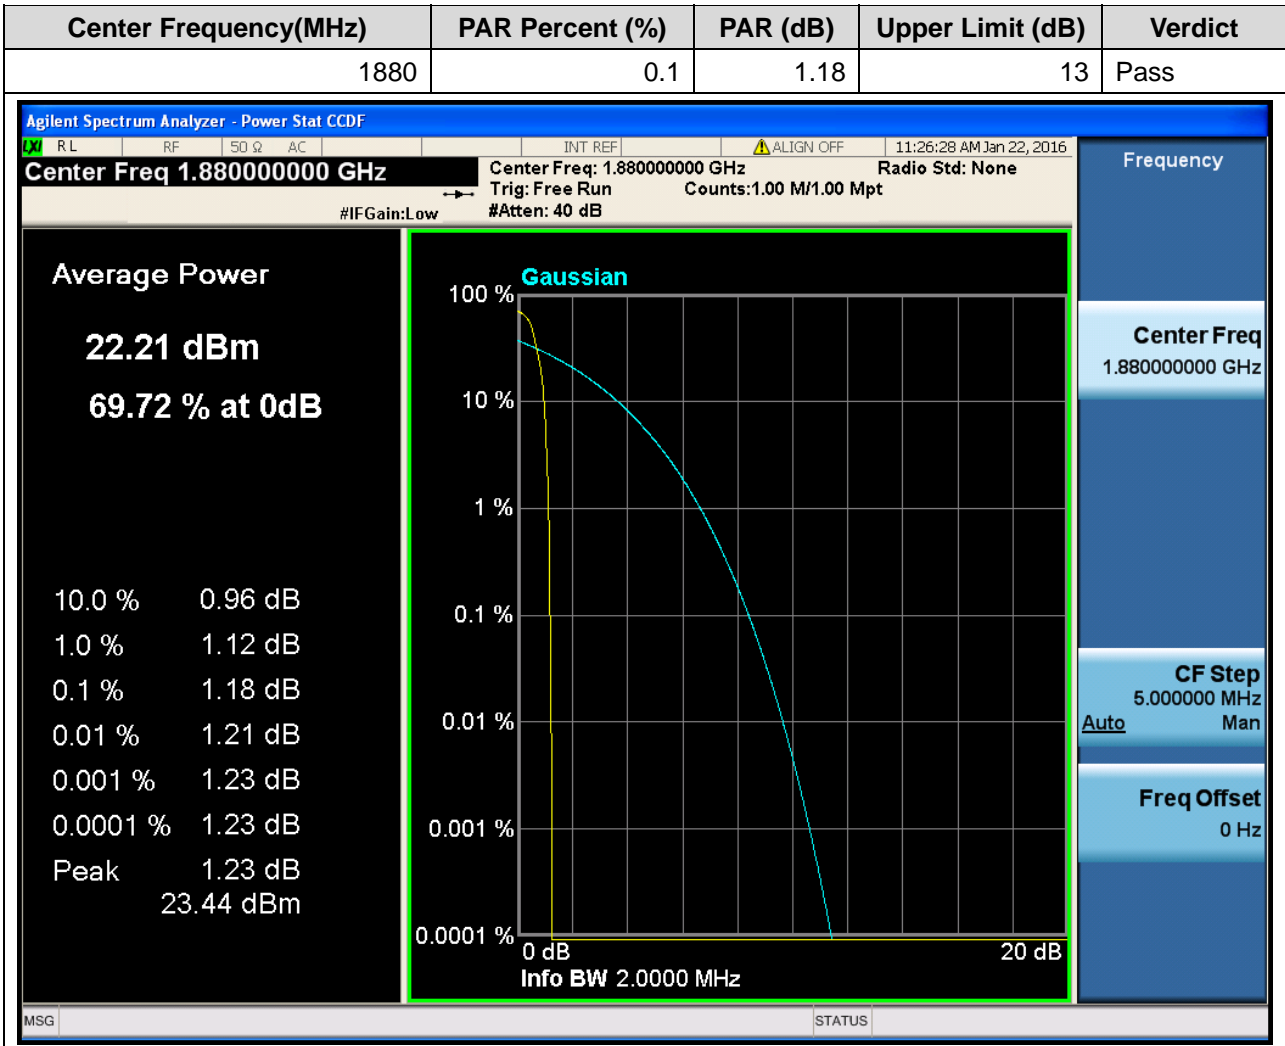 Center Frequency(MHz) PAR Percent (%) PAR (dB) Upper Limit (dB) Verdict
1880 0.1 1.18 13 Pass
Agilent Spectrum Analyzer - Power Stat CCDF
LXI RL RF 50 Ω AC INT REF ALIGN OFF 11:26:28 AM Jan 22, 2016
Center Freq 1.880000000 GHz
Center Freq: 1.880000000 GHz Radio Std: None
Trig: Free Run Counts:1.00 M/1.00 Mpt
#IFGain:Low #Atten: 40 dB
Frequency
Average Power
22.21 dBm
69.72 % at 0dB
10.0 % 0.96 dB
1.0 % 1.12 dB
0.1 % 1.18 dB
0.01 % 1.21 dB
0.001 % 1.23 dB
0.0001 % 1.23 dB
Peak 1.23 dB
23.44 dBm
Gaussian
100 %
10 %
1 %
0.1 %
0.01 %
0.001 %
0.0001 %
0 dB 20 dB
Info BW 2.0000 MHz
Center Freq
1.880000000 GHz
CF Step
5.000000 MHz
Auto Man
Freq Offset
0 Hz
MSG STATUS